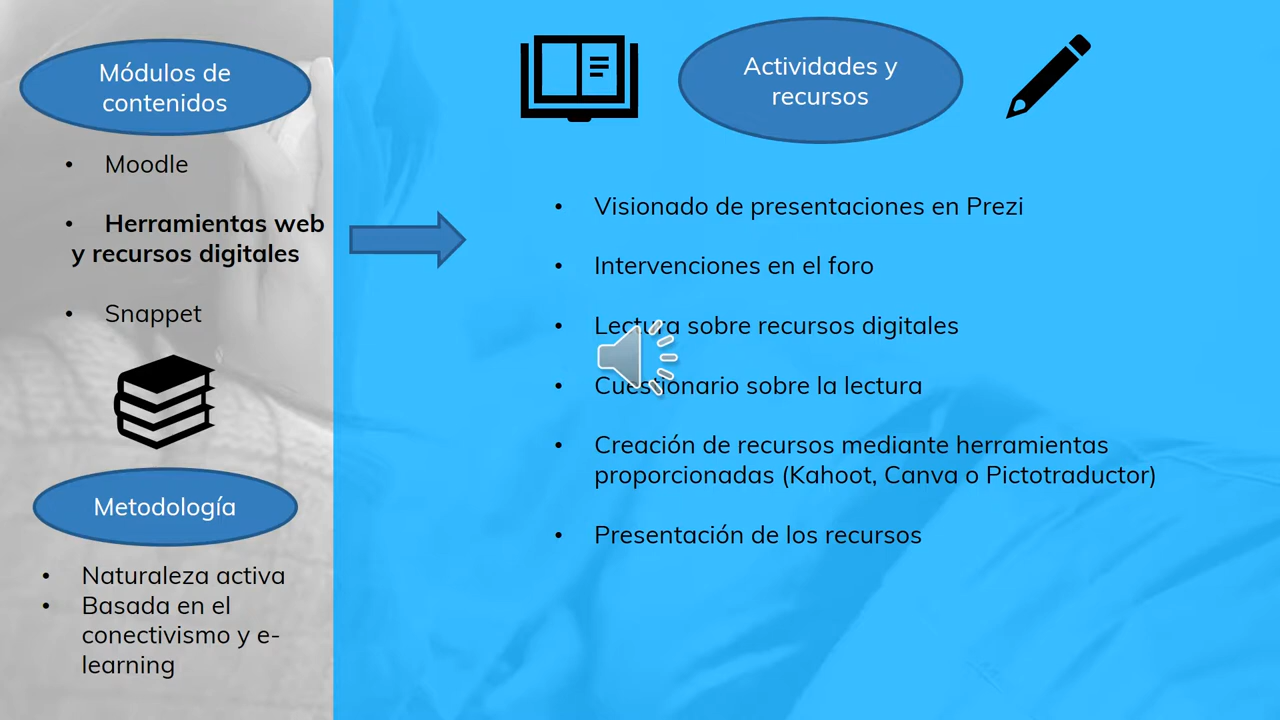 Módulos de
contenidos
• Moodle
• Herramientas web
y recursos digitales
• Snappet
Metodología
• Naturaleza activa
• Basada en el
conectivismo y e-
learning
Actividades y
recursos
• Visionado de presentaciones en Prezi
• Intervenciones en el foro
• Lectura sobre recursos digitales
• Cuestionario sobre la lectura
• Creación de recursos mediante herramientas
proporcionadas (Kahoot, Canva o Pictotraductor)
• Presentación de los recursos